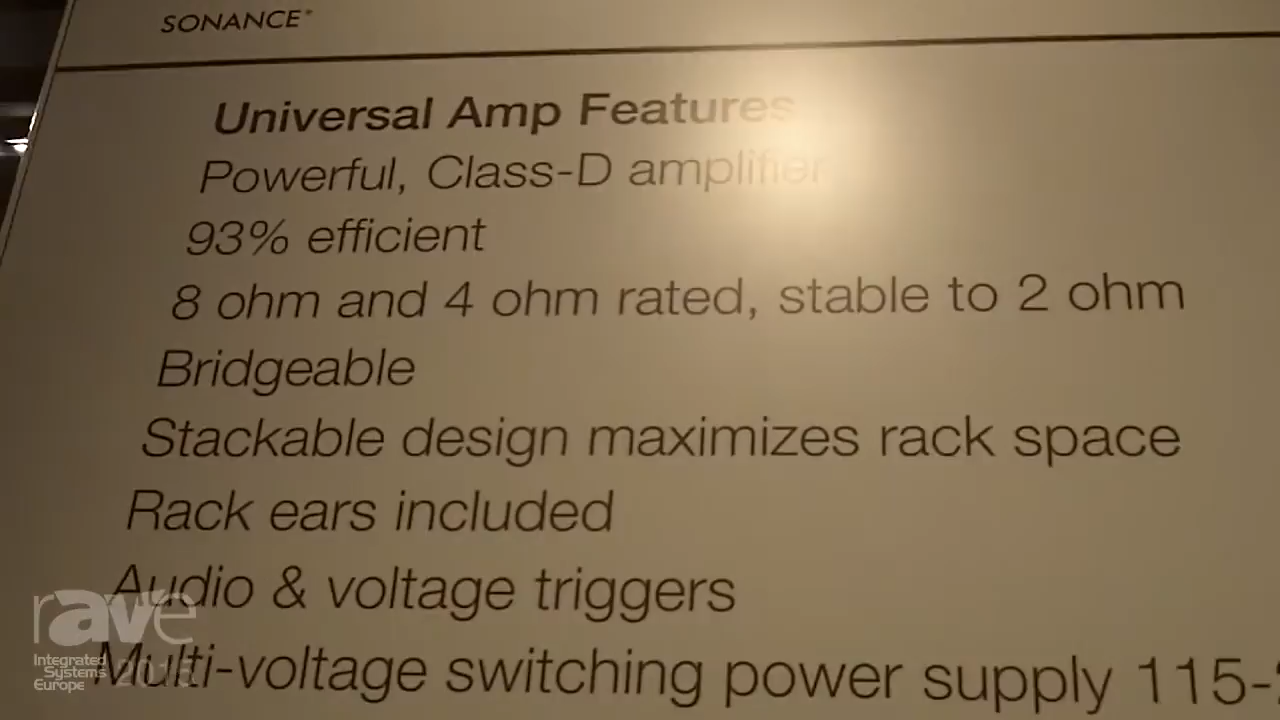 SONANCE
Universal Amp Features
Powerful, Class-D amplifier
93% efficient
8 ohm and 4 ohm rated, stable to 2 ohm
Bridgeable
Stackable design maximizes rack space
Rack ears included
Audio & voltage triggers
Multi-voltage switching power supply 115-
rave
Integrated
Systems
Europe